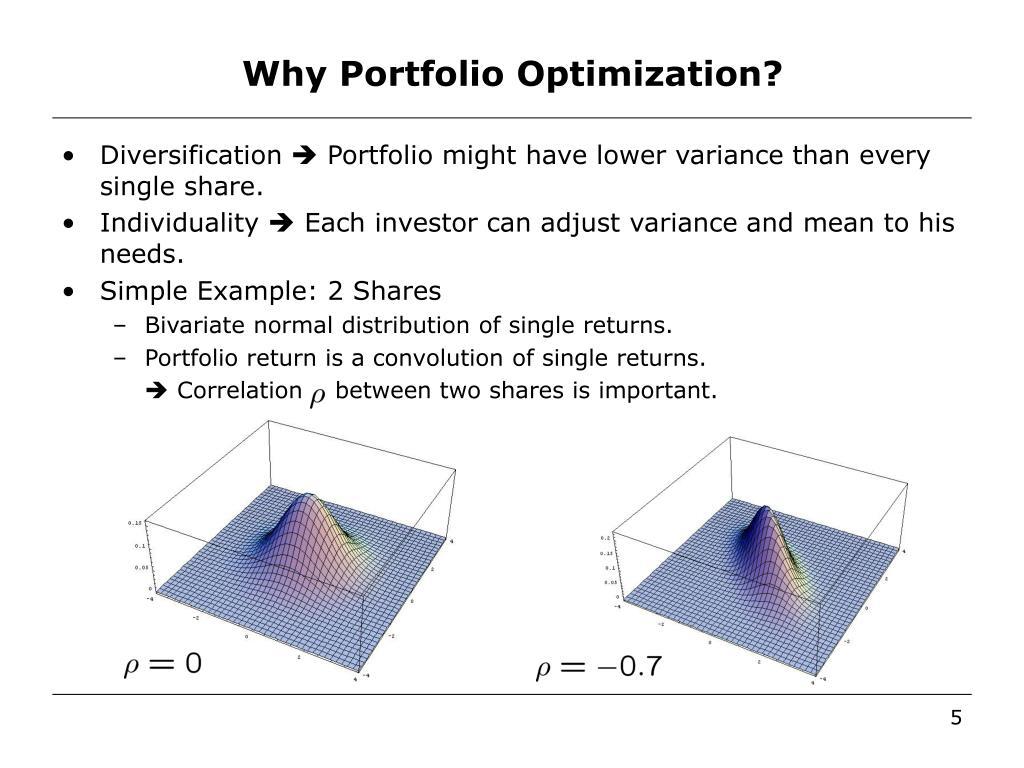 Why Portfolio Optimization?
• Diversification ➔ Portfolio might have lower variance than every
single share.
• Individuality ➔ Each investor can adjust variance and mean to his
needs.
• Simple Example: 2 Shares
– Bivariate normal distribution of single returns.
– Portfolio return is a convolution of single returns.
➔ Correlation ρ between two shares is important.
0.15
0.1
0.05
0
-4
-2
0
2
4
-4
-2
0
2
4
0.2
0.15
0.1
0.05
0
-4
-2
0
2
4
-4
-2
0
2
4
ρ = 0
ρ = −0.7
5